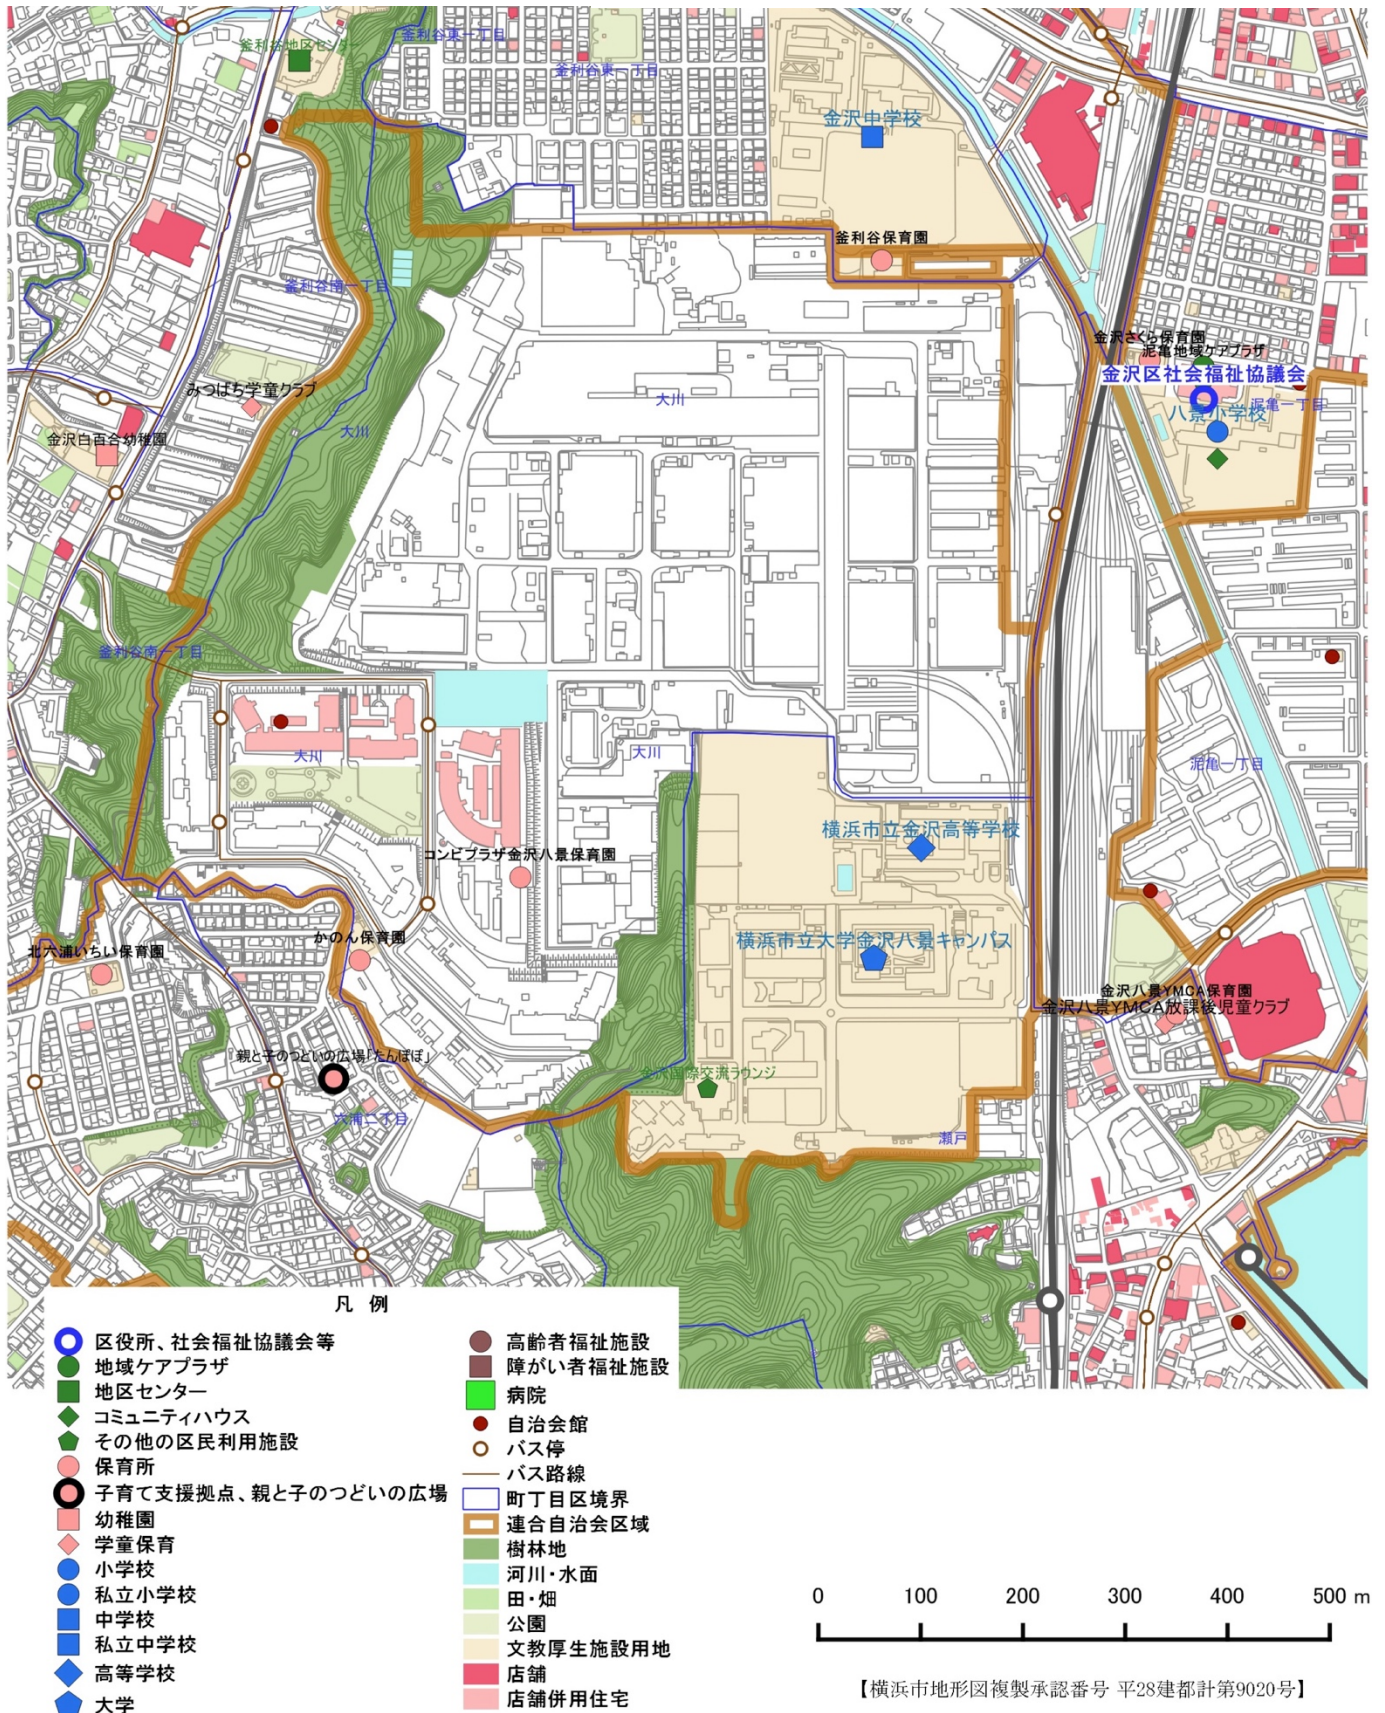 釜利谷東一丁目
釜利谷地区センター
釜利谷東一丁目
金沢中学校
釜利谷保育園
釜利谷南一丁目
金沢さくら保育園
泥亀地域ケアプラザ
金沢区社会福祉協議会
みつばち学童クラブ
大川
泥亀一丁目
八景小学校
大川
金沢白百合幼稚園
釜利谷南一丁目
大川
大川
泥亀一丁目
横浜市立金沢高等学校
コンビプラザ金沢八景保育園
かのん保育園
横浜市立大学金沢八景キャンパス
北六浦いちい保育園
金沢八景YMCA保育園
金沢八景YMCA放課後児童クラブ
親と子のつどいの広場「たんぽぽ」
金沢国際交流ラウンジ
六浦二丁目
瀬戸
凡 例
区役所、社会福祉協議会等
地域ケアプラザ
地区センター
コミュニティハウス
その他の区民利用施設
保育所
子育て支援拠点、親と子のつどいの広場
幼稚園
学童保育
小学校
私立小学校
中学校
私立中学校
高等学校
大学
高齢者福祉施設
障がい者福祉施設
病院
自治会館
バス停
バス路線
町丁目区境界
連合自治会区域
樹林地
河川・水面
田・畑
公園
文教厚生施設用地
店舗
店舗併用住宅
0 100 200 300 400 500 m
【横浜市地形図複製承認番号 平28建都計第9020号】